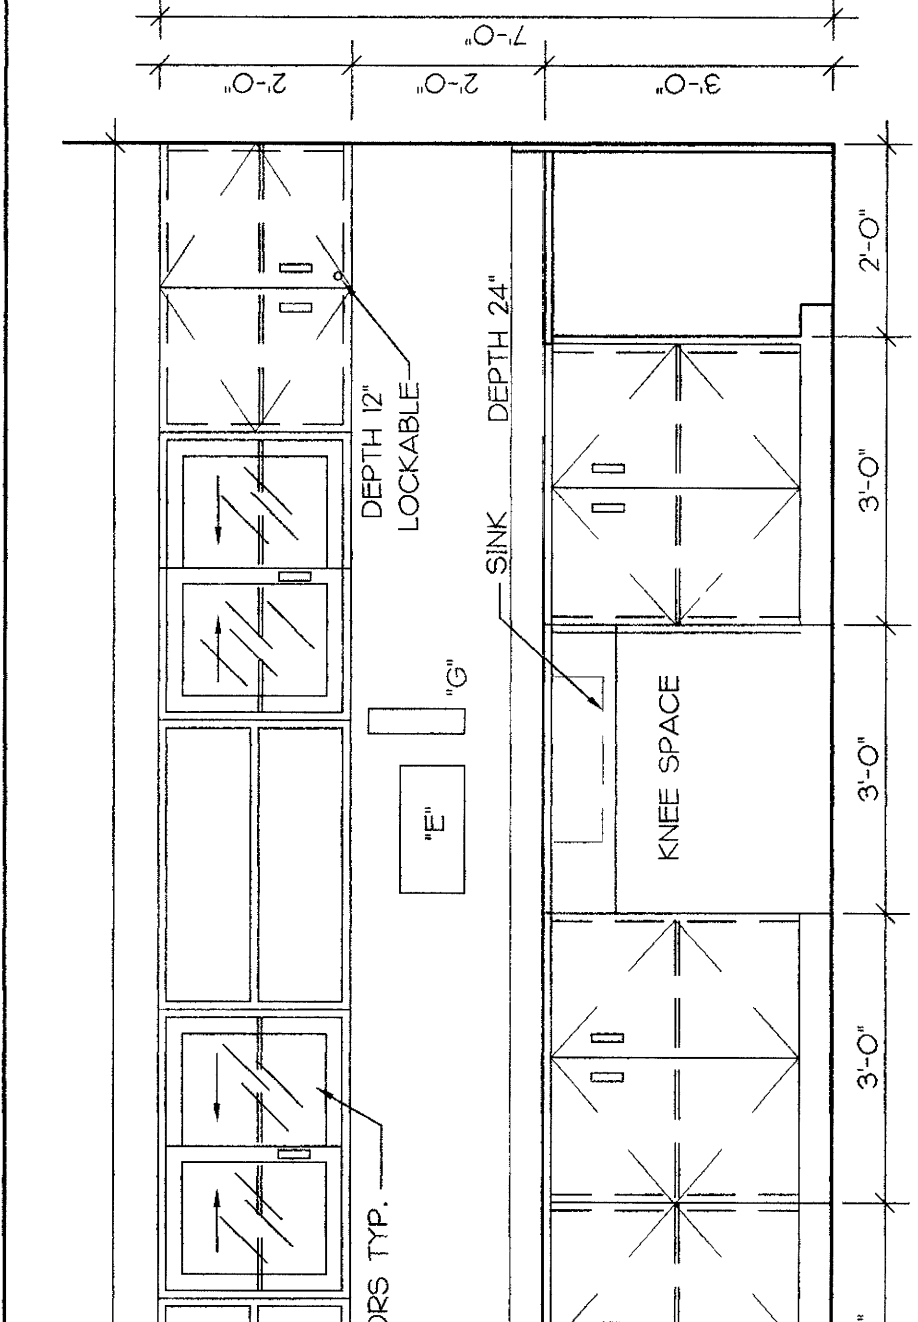 7'-0"
2'-0"
2'-0"
3'-0"
DEPTH 12"
LOCKABLE
DEPTH 24"
SINK
"G"
"E"
KNEE SPACE
ORS TYP.
2'-0"
3'-0"
3'-0"
3'-0"